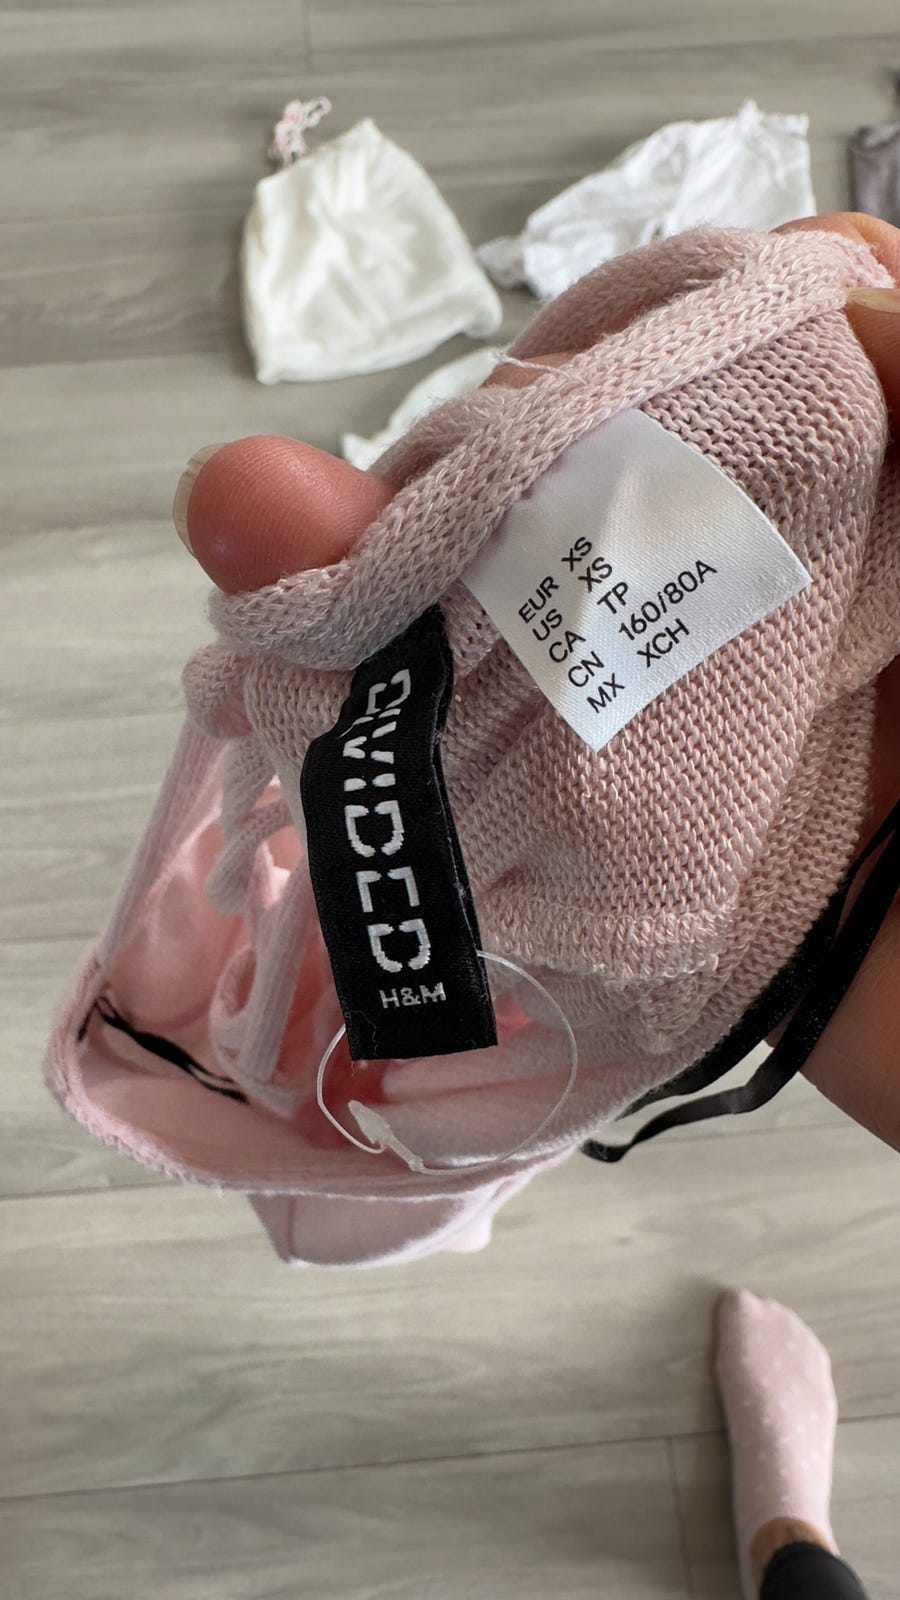 EUR XS
US XS
CA TP
CN 160/80A
MX XCH
DIVIDED
H&M